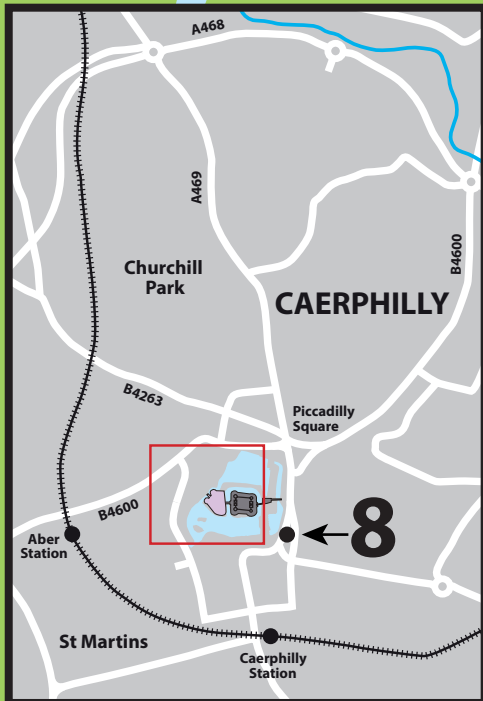 A468
A469
Churchill
Park
B4600
CAERPHILLY
B4263
Piccadilly
Square
B4600
8
Aber
Station
St Martins
Caerphilly
Station